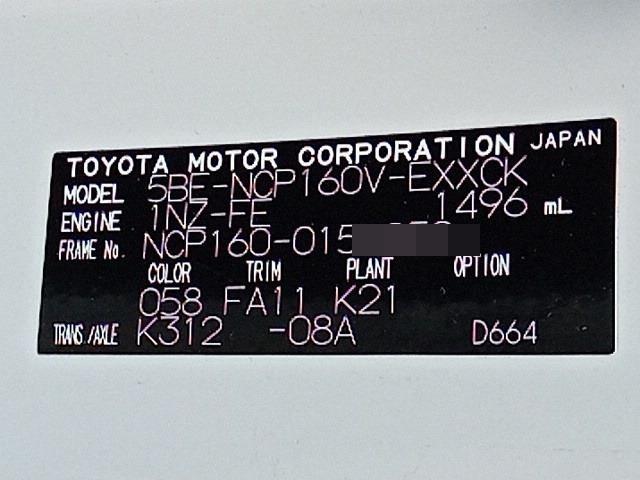 TOYOTA MOTOR CORPORATION JAPAN
MODEL 5BE-NCP160V-EXXCK
ENGINE 1NZ-FE 1496 mL
FRAME No. NCP160-015
COLOR TRIM PLANT OPTION
058 FA11 K21
TRANS./AXLE K312 -08A D664